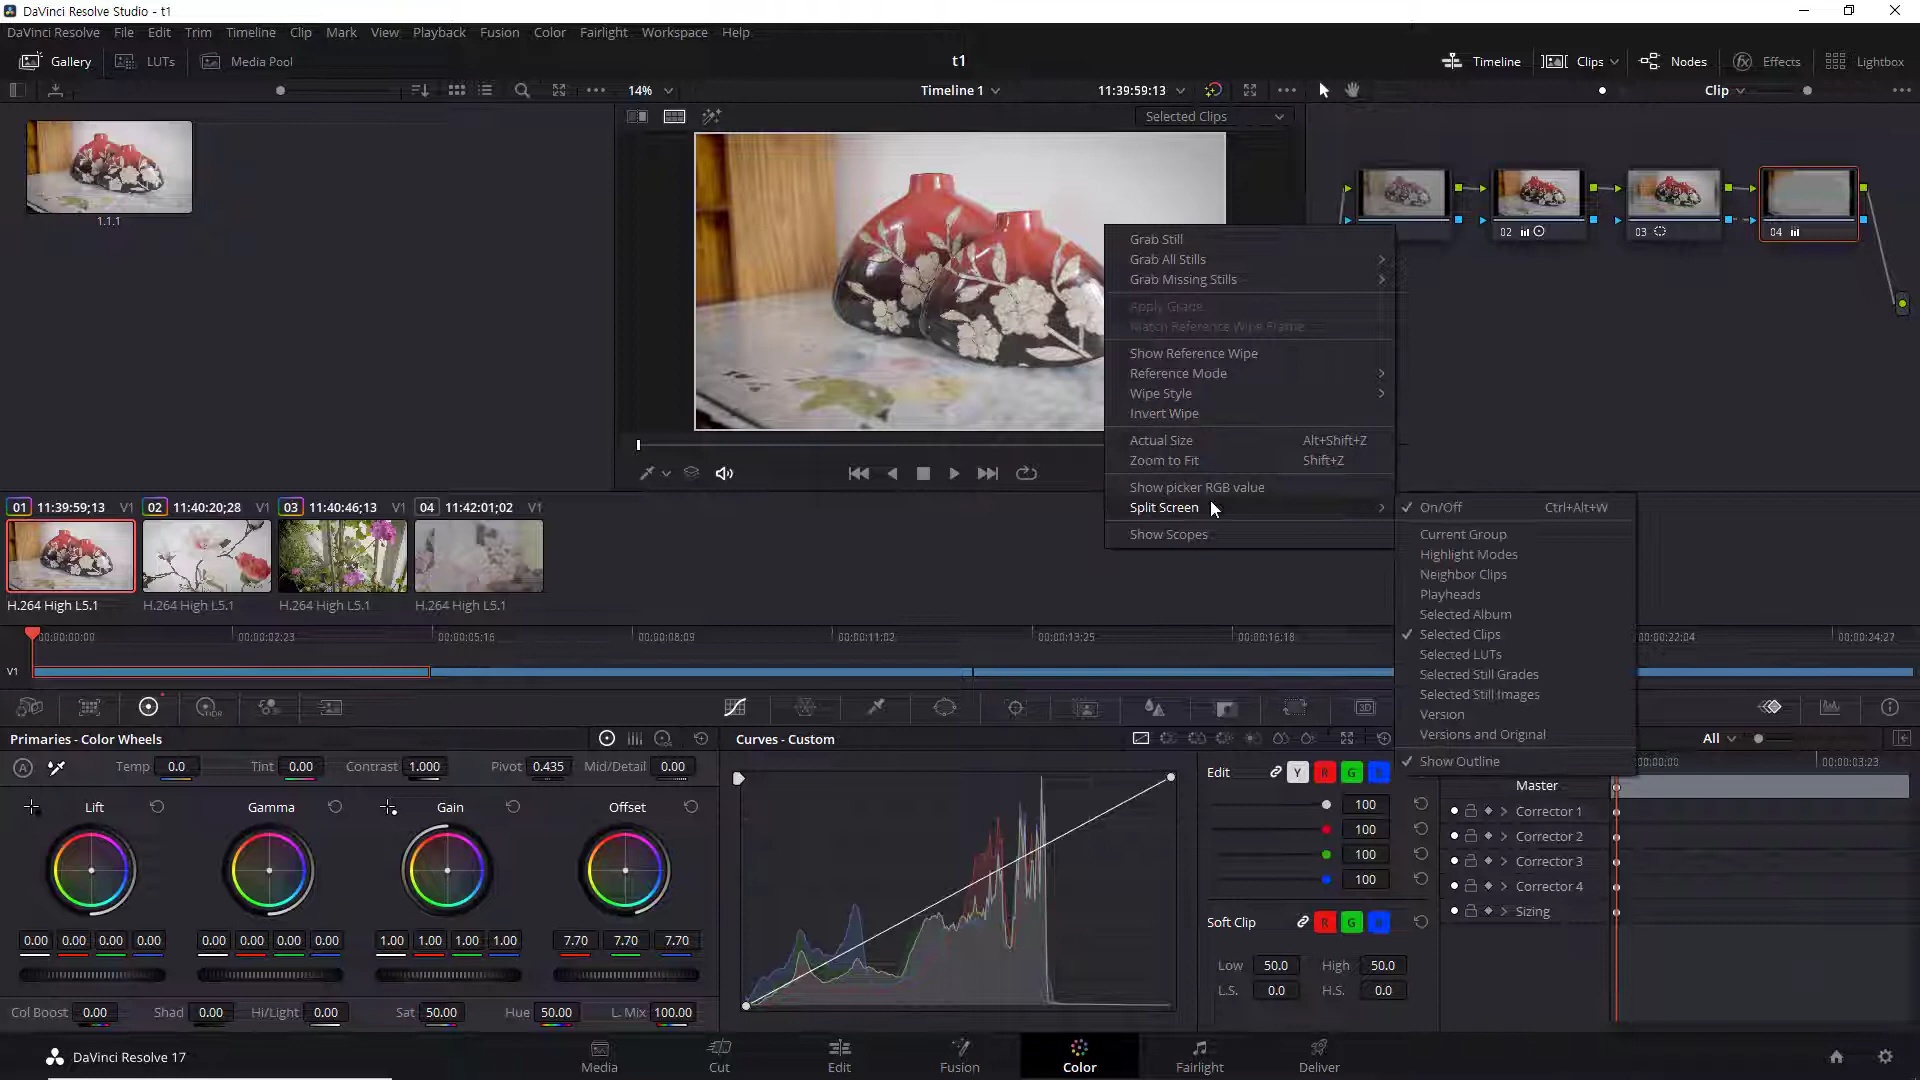 DaVinci Resolve Studio - t1
DaVinci Resolve File Edit Trim Timeline Clip Mark View Playback Fusion Color Fairlight Workspace Help
Gallery LUTs Media Pool t1 Timeline Clips Nodes Effects Lightbox
14% Timeline 1 11:39:59:13 Clip
Selected Clips
1.1.1
02 03 04
Grab Still
Grab All Stills
Grab Missing Stills
Apply Grade
Match Reference Wipe Frame
Show Reference Wipe
Reference Mode
Wipe Style
Invert Wipe
Actual Size Alt+Shift+Z
Zoom to Fit Shift+Z
Show picker RGB value
Split Screen
Show Scopes
On/Off Ctrl+Alt+W
Current Group
Highlight Modes
Neighbor Clips
Playheads
Selected Album
Selected Clips
Selected LUTs
Selected Still Grades
Selected Still Images
Version
Versions and Original
Show Outline
01 11:39:59;13 V1 02 11:40:20;28 V1 03 11:40:46;13 V1 04 11:42:01;02 V1
H.264 High L5.1 H.264 High L5.1 H.264 High L5.1 H.264 High L5.1
00:00:00:00 00:00:02:23 00:00:05:16 00:00:08:09 00:00:11:02 00:00:13:25 00:00:16:18 00:00:22:04 00:00:24:27
V1
HDR 3D
Primaries - Color Wheels Curves - Custom All
A Temp 0.0 Tint 0.00 Contrast 1.000 Pivot 0.435 Mid/Detail 0.00
Lift Gamma Gain Offset
0.00 0.00 0.00 0.00 0.00 0.00 0.00 0.00 1.00 1.00 1.00 1.00 7.70 7.70 7.70
Col Boost 0.00 Shad 0.00 Hi/Light 0.00 Sat 50.00 Hue 50.00 L. Mix 100.00
Edit Y R G B
100
100
100
100
Soft Clip R G B
Low 50.0 High 50.0
L.S. 0.0 H.S. 0.0
:00:00 00:00:03:23
Master
Corrector 1
Corrector 2
Corrector 3
Corrector 4
Sizing
DaVinci Resolve 17 Media Cut Edit Fusion Color Fairlight Deliver